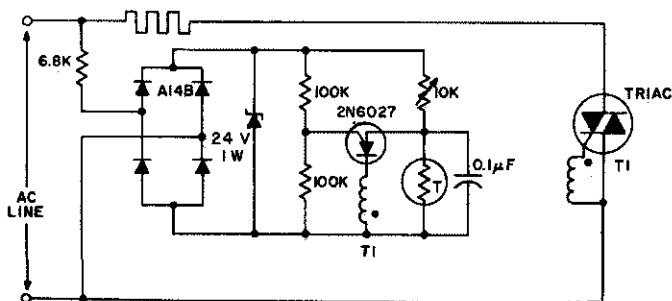 6.8K
A14B
24 V
1 W
100K
100K
2N6027
10K
T
0.1µF
T1
TRIAC
T1
AC
LINE